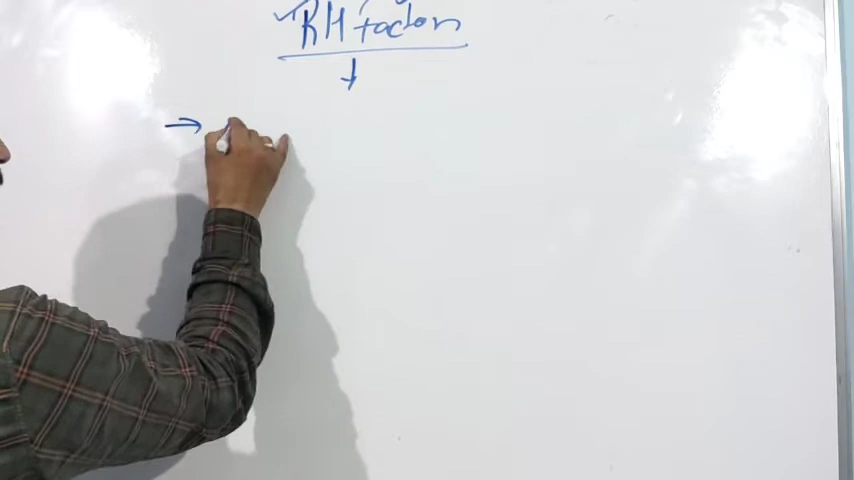 RH factor
↓
→